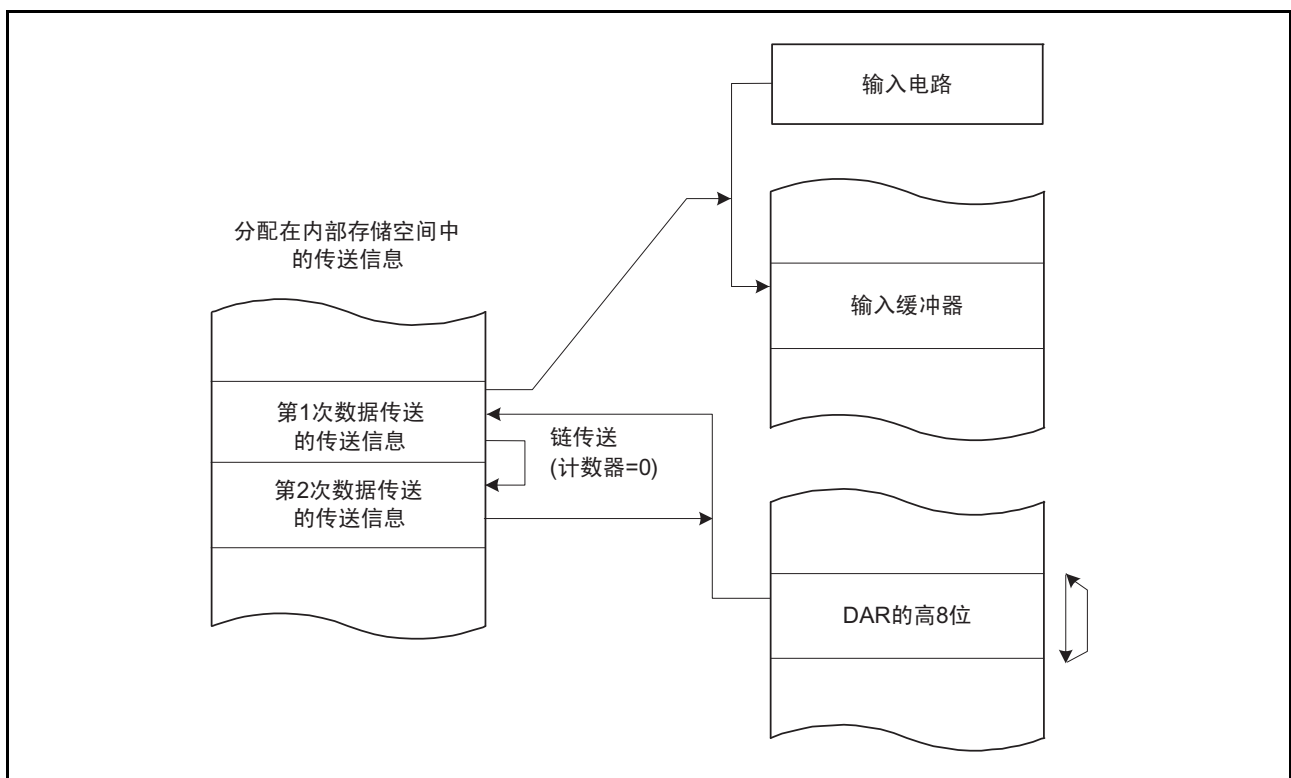 输入电路
分配在内部存储空间中
的传送信息
输入缓冲器
第1次数据传送
的传送信息
链传送
(计数器=0)
第2次数据传送
的传送信息
DAR的高8位